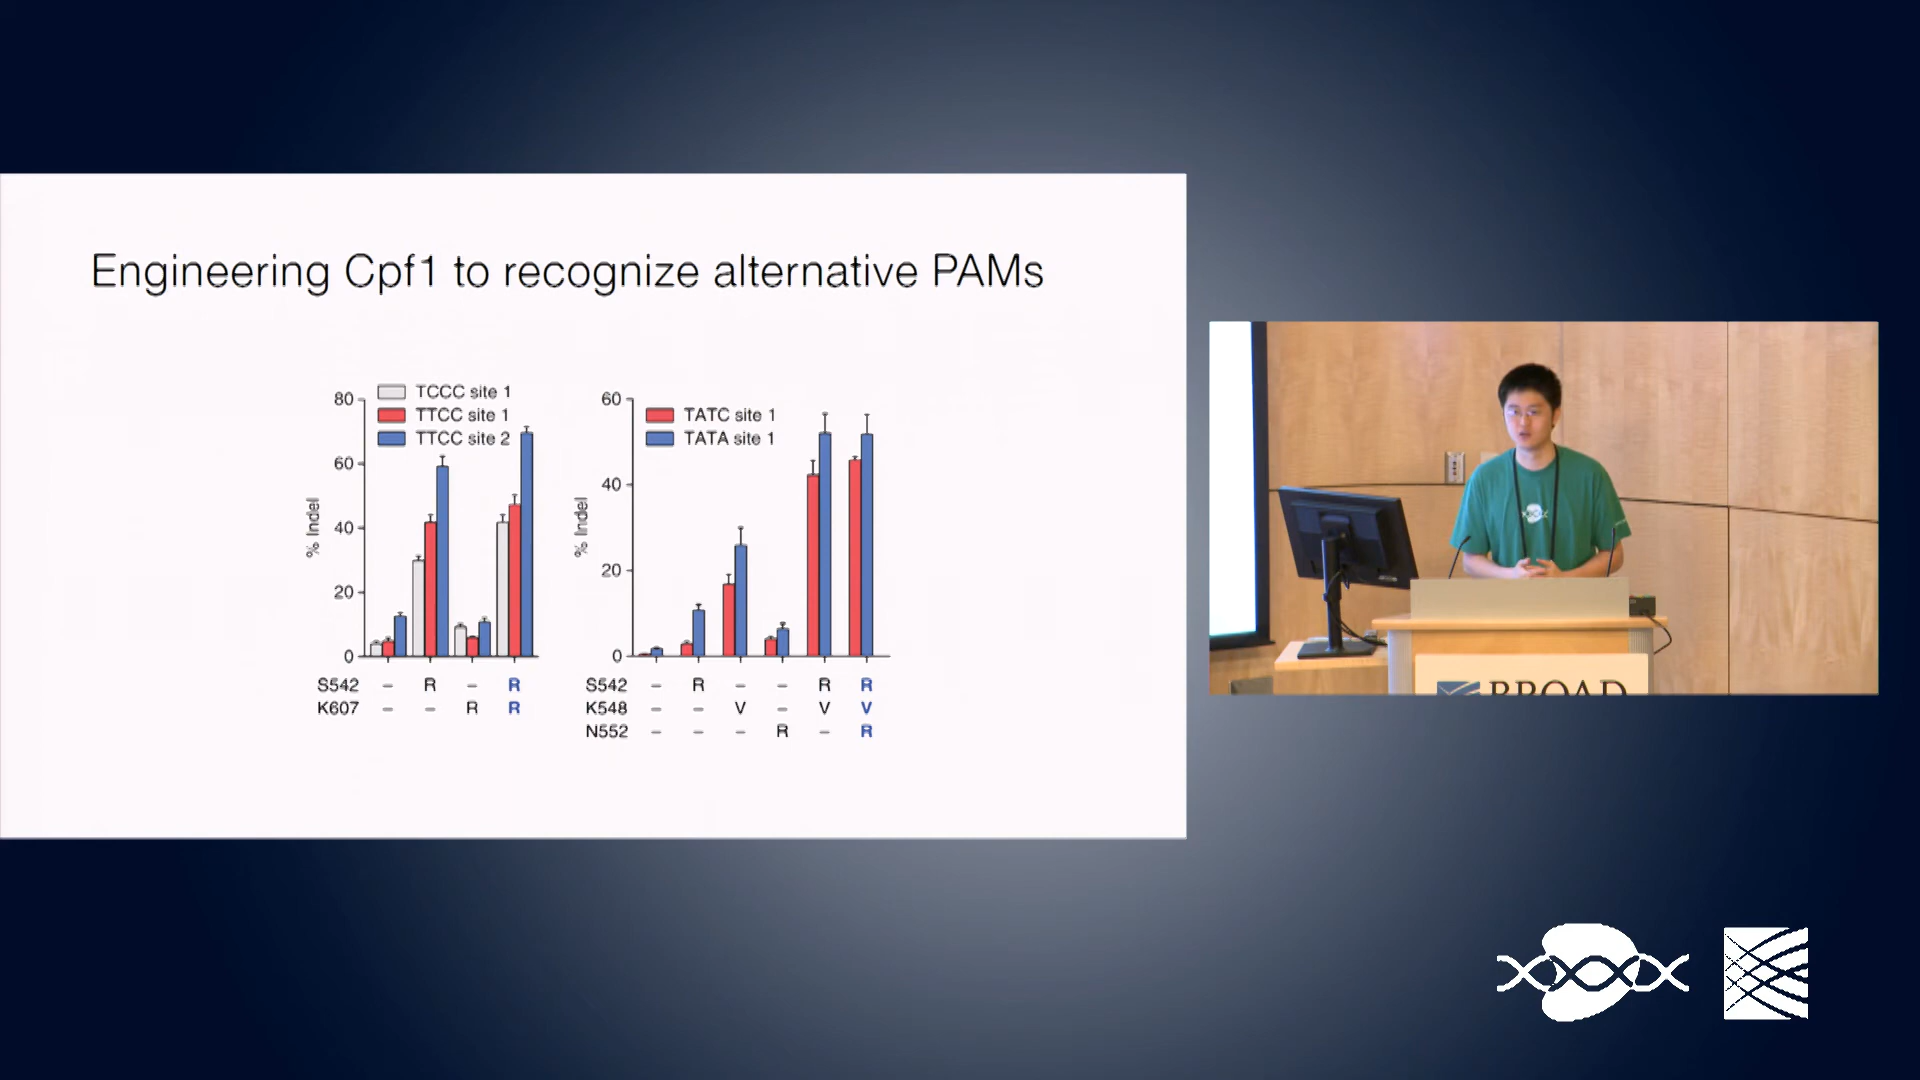 Engineering Cpf1 to recognize alternative PAMs
80
60
40
20
0
% Indel
TCCC site 1
TTCC site 1
TTCC site 2
S542 – R – R
K607 – – R R
60
40
20
0
% Indel
TATC site 1
TATA site 1
S542 – R – – R R
K548 – – V – V V
N552 – – – R – R
BROAD